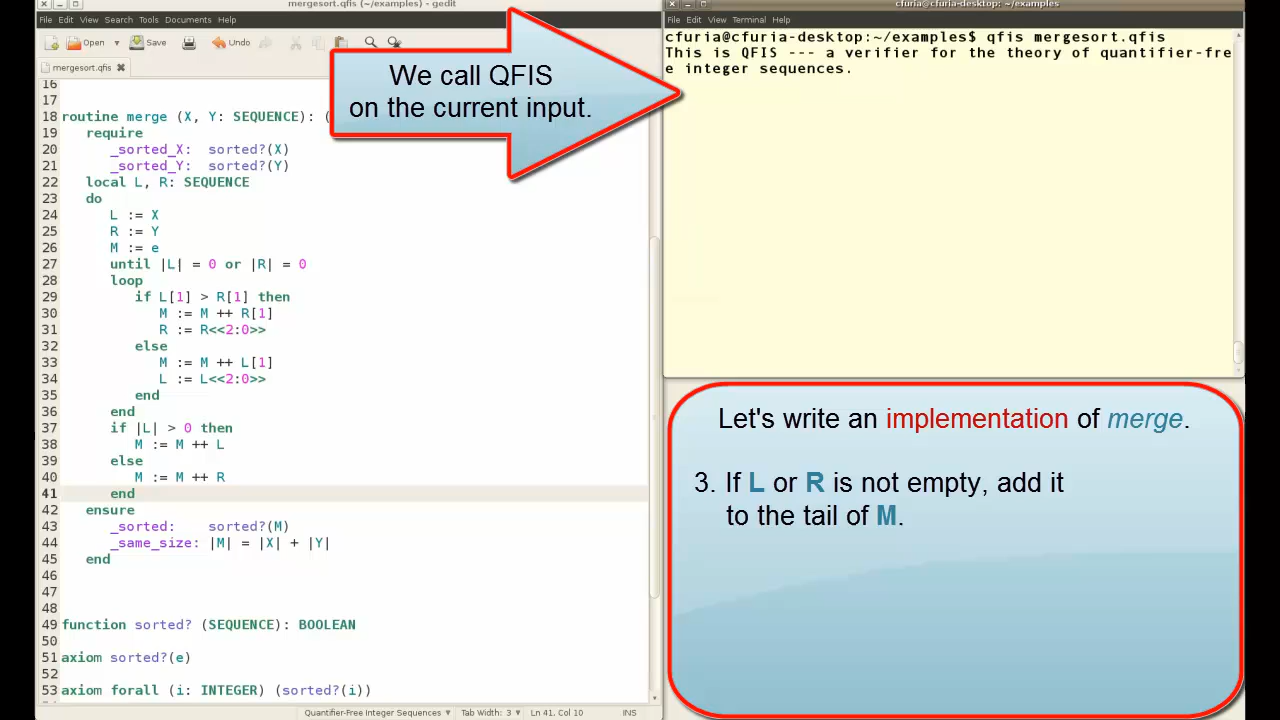 mergesort.qfis (~/examples) - gedit
File Edit View Search Tools Documents Help
Open Save Undo
mergesort.qfis
16
17
18 routine merge (X, Y: SEQUENCE): (
19 require
20 _sorted_X: sorted?(X)
21 _sorted_Y: sorted?(Y)
22 local L, R: SEQUENCE
23 do
24 L := X
25 R := Y
26 M := e
27 until |L| = 0 or |R| = 0
28 loop
29 if L[1] > R[1] then
30 M := M ++ R[1]
31 R := R<<2:0>>
32 else
33 M := M ++ L[1]
34 L := L<<2:0>>
35 end
36 end
37 if |L| > 0 then
38 M := M ++ L
39 else
40 M := M ++ R
41 end
42 ensure
43 _sorted: sorted?(M)
44 _same_size: |M| = |X| + |Y|
45 end
46
47
48
49 function sorted? (SEQUENCE): BOOLEAN
50
51 axiom sorted?(e)
52
53 axiom forall (i: INTEGER) (sorted?(i))
Quantifier-Free Integer Sequences Tab Width: 3 Ln 41, Col 10 INS
We call QFIS
on the current input.
cfuria@cfuria-desktop: ~/examples
File Edit View Terminal Help
cfuria@cfuria-desktop:~/examples$ qfis mergesort.qfis
This is QFIS --- a verifier for the theory of quantifier-fre
e integer sequences.
Let's write an implementation of merge.
3. If L or R is not empty, add it
to the tail of M.